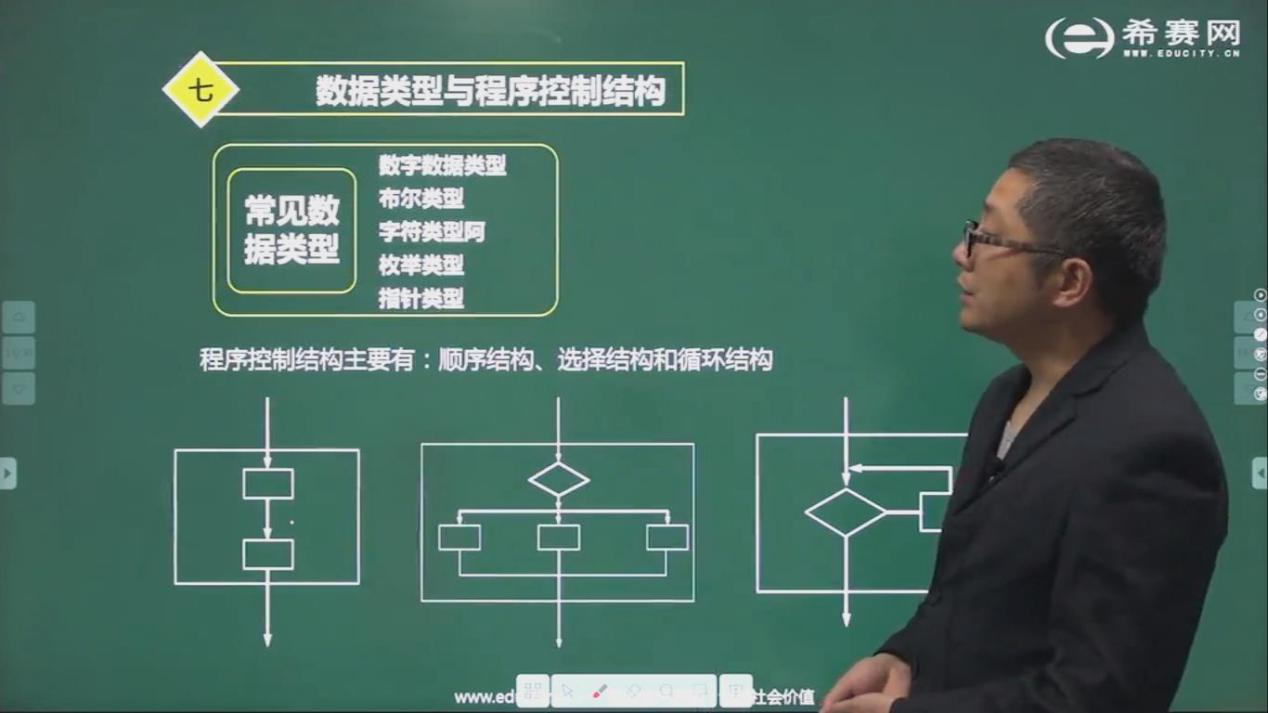 希赛网
WWW.EDUCITY.CN
七
数据类型与程序控制结构
常见数
据类型
数字数据类型
布尔类型
字符类型阿
枚举类型
指针类型
程序控制结构主要有：顺序结构、选择结构和循环结构
社会价值